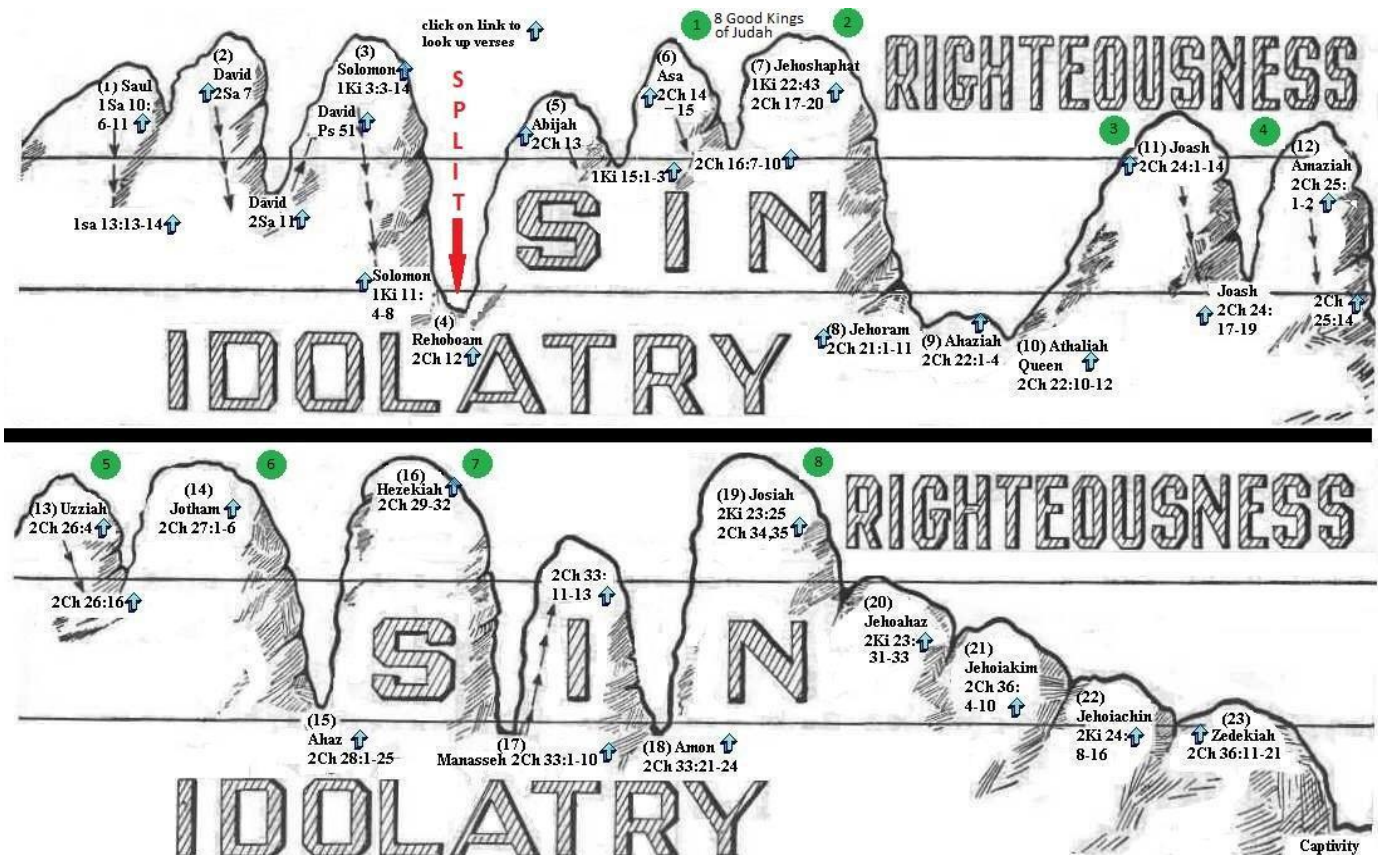 1
8 Good Kings
of Judah
2
click on link to
look up verses
RIGHTEOUSNESS
(1) Saul
1Sa 10:
6-11
1sa 13:13-14
(2)
David
2Sa 7
David
2Sa 11
David
Ps 51
(3)
Solomon
1Ki 3:3-14
Solomon
1Ki 11:
4-8
S
P
L
I
T
(4)
Rehoboam
2Ch 12
(5)
Abijah
2Ch 13
1Ki 15:1-3
(6)
Asa
2Ch 14
– 15
2Ch 16:7-10
(7) Jehoshaphat
1Ki 22:43
2Ch 17-20
SIN
IDOLATRY
(8) Jehoram
2Ch 21:1-11
(9) Ahaziah
2Ch 22:1-4
(10) Athaliah
Queen
2Ch 22:10-12
3
(11) Joash
2Ch 24:1-14
Joash
2Ch 24:
17-19
4
(12)
Amaziah
2Ch 25:
1-2
2Ch
25:14
5
(13) Uzziah
2Ch 26:4
2Ch 26:16
6
(14)
Jotham
2Ch 27:1-6
(15)
Ahaz
2Ch 28:1-25
7
(16)
Hezekiah
2Ch 29-32
(17)
Manasseh 2Ch 33:1-10
2Ch 33:
11-13
(18) Amon
2Ch 33:21-24
8
(19) Josiah
2Ki 23:25
2Ch 34,35
RIGHTEOUSNESS
SIN
IDOLATRY
(20)
Jehoahaz
2Ki 23:
31-33
(21)
Jehoiakim
2Ch 36:
4-10
(22)
Jehoiachin
2Ki 24:
8-16
(23)
Zedekiah
2Ch 36:11-21
Captivity